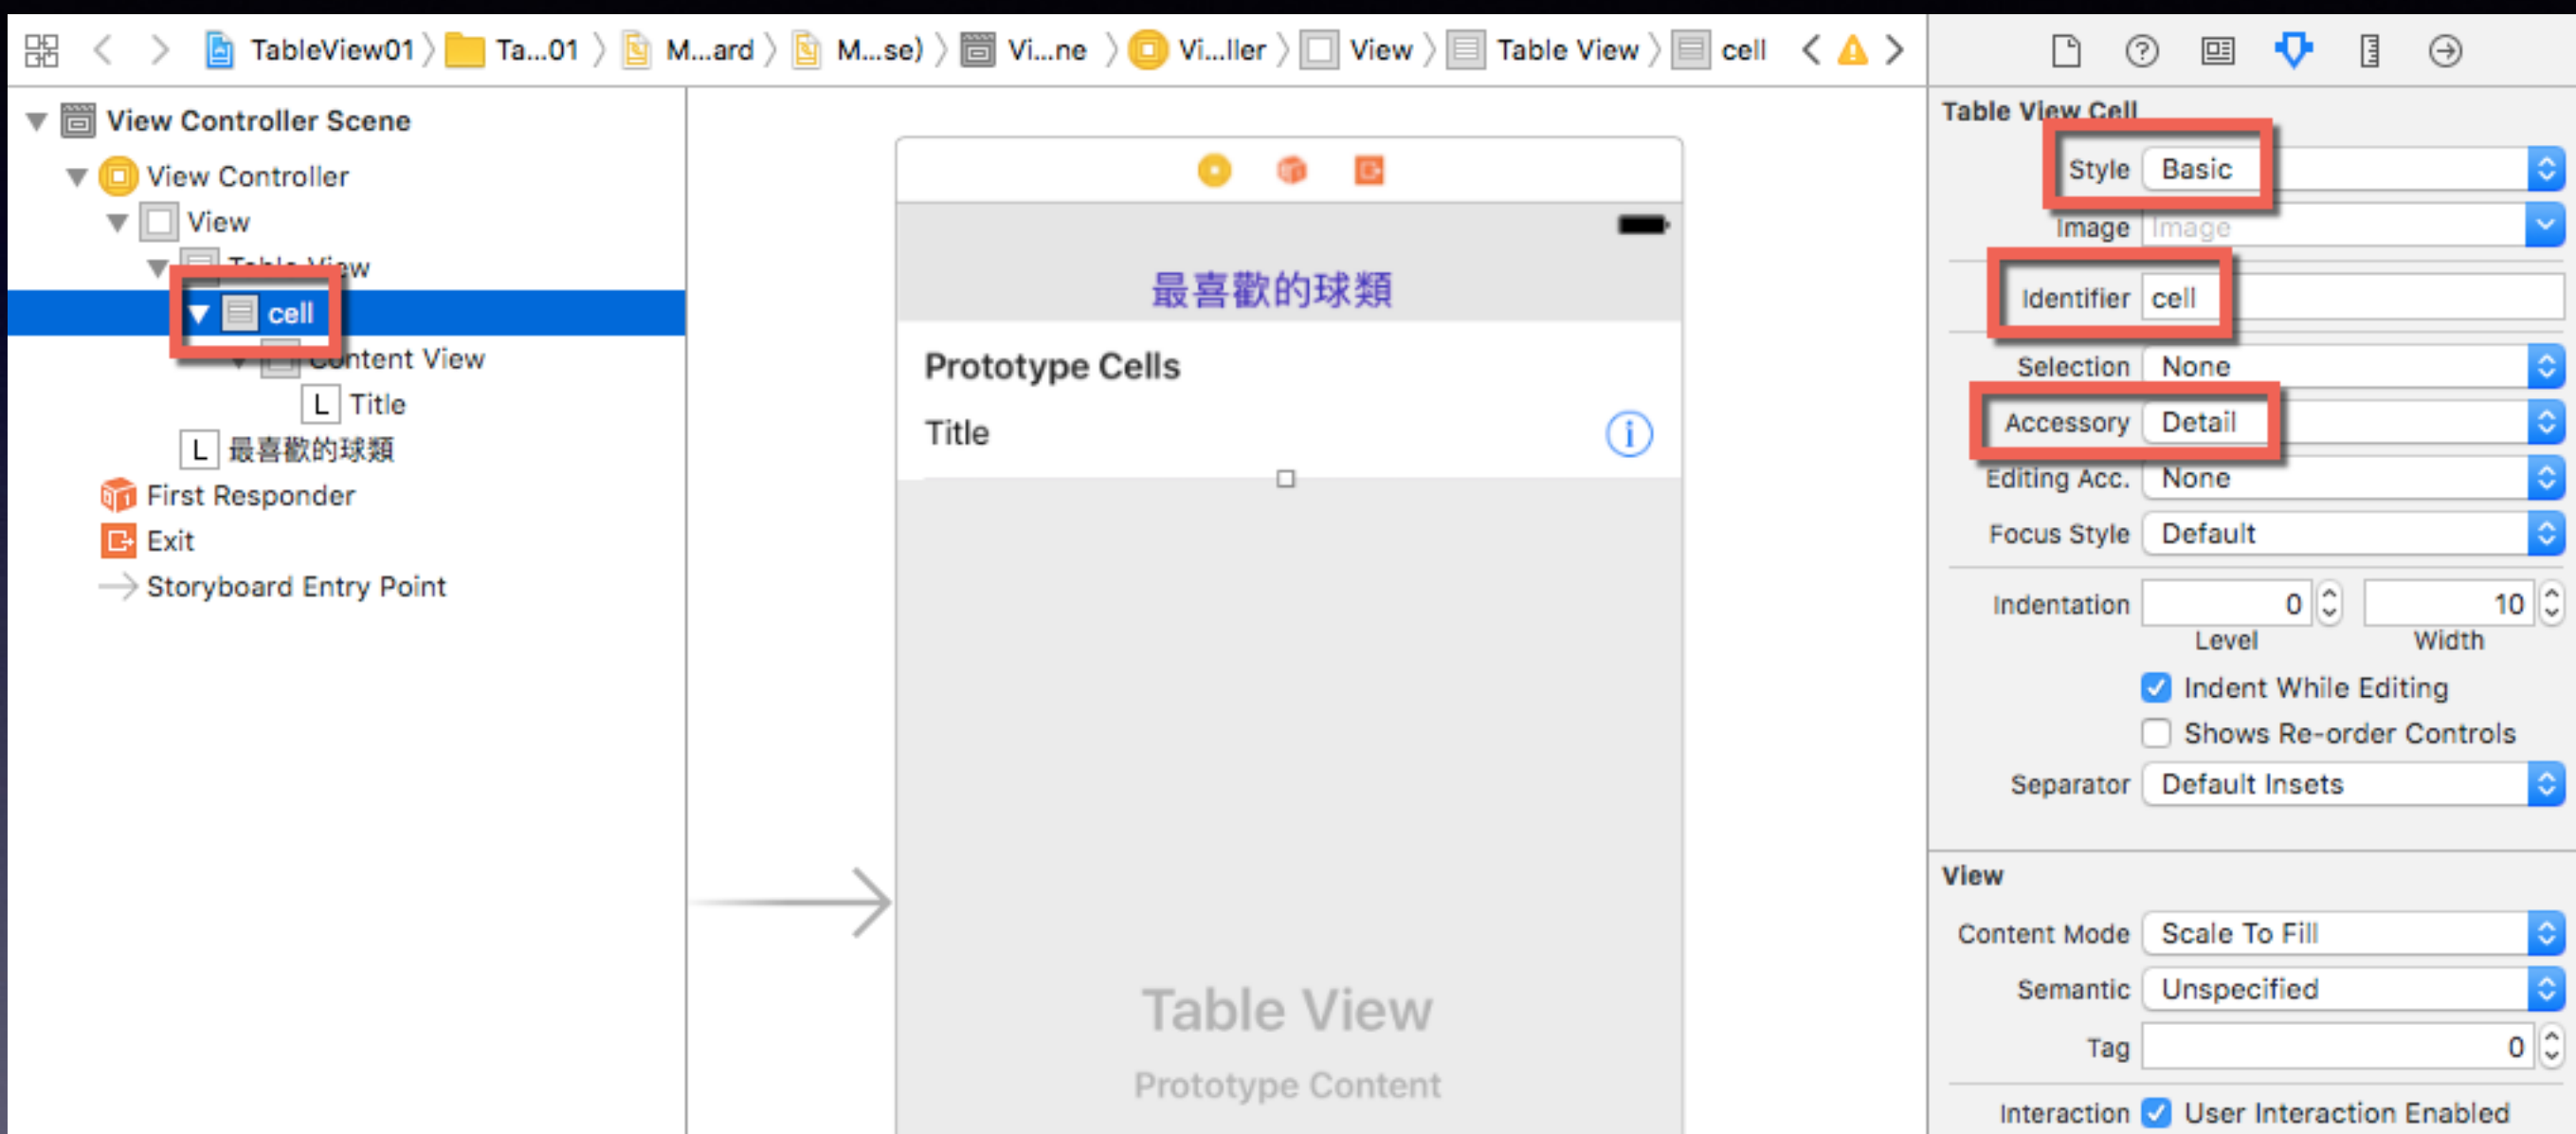 TableView01 Ta...01 M...ard M...se) Vi...ne Vi...ller View Table View cell
View Controller Scene
View Controller
View
Table View
cell
Content View
L Title
L 最喜歡的球類
First Responder
Exit
Storyboard Entry Point
最喜歡的球類
Prototype Cells
Title
Table View
Prototype Content
Table View Cell
Style Basic
Image Image
Identifier cell
Selection None
Accessory Detail
Editing Acc. None
Focus Style Default
Indentation 0 10
Level Width
Indent While Editing
Shows Re-order Controls
Separator Default Insets
View
Content Mode Scale To Fill
Semantic Unspecified
Tag 0
Interaction User Interaction Enabled